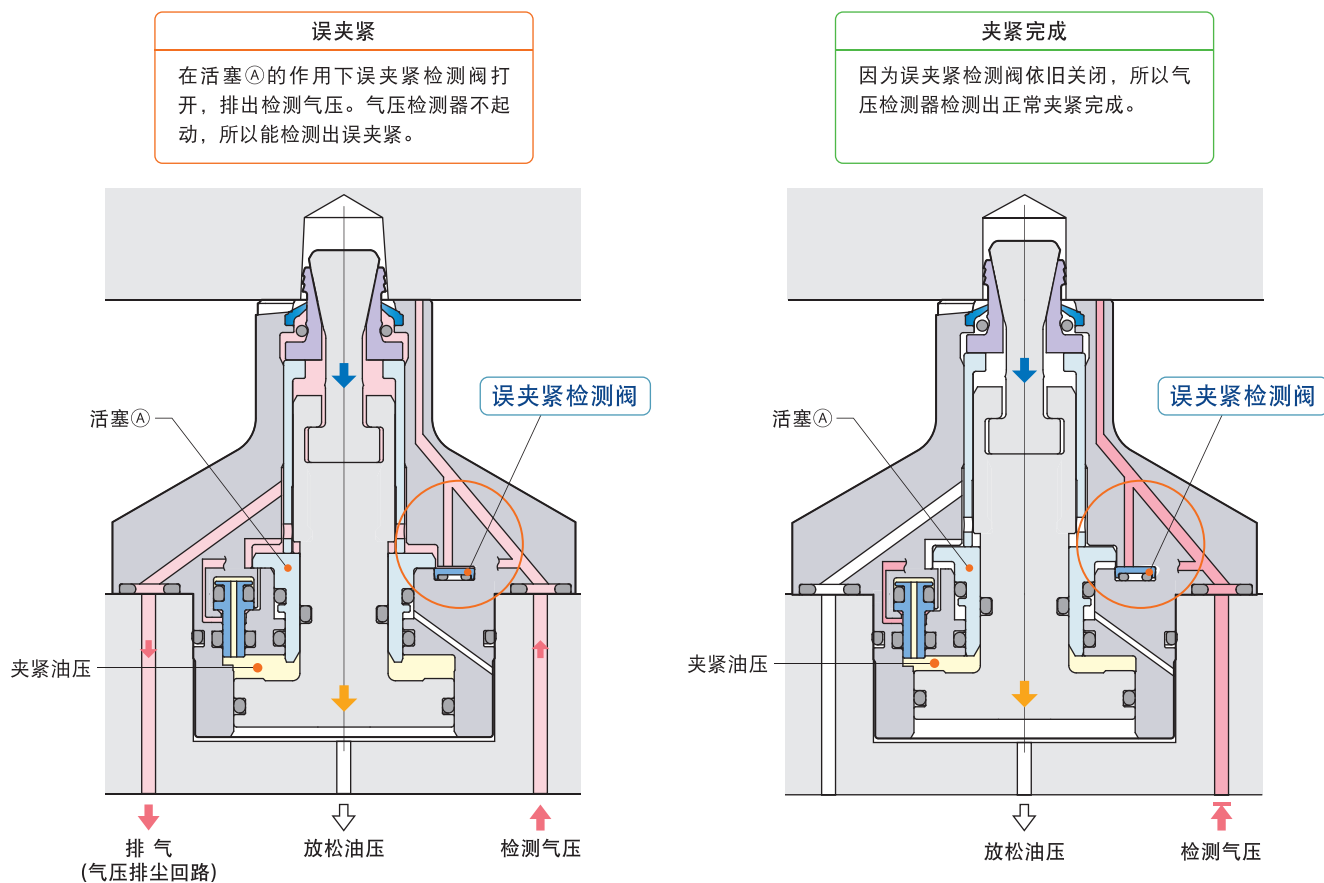 误夹紧
在活塞Ⓐ的作用下误夹紧检测阀打
开，排出检测气压。气压检测器不起
动，所以能检测出误夹紧。
夹紧完成
因为误夹紧检测阀依旧关闭，所以气
压检测器检测出正常夹紧完成。
误夹紧检测阀
活塞Ⓐ
夹紧油压
排 气
(气压排尘回路)
放松油压
检测气压
误夹紧检测阀
活塞Ⓐ
夹紧油压
放松油压
检测气压